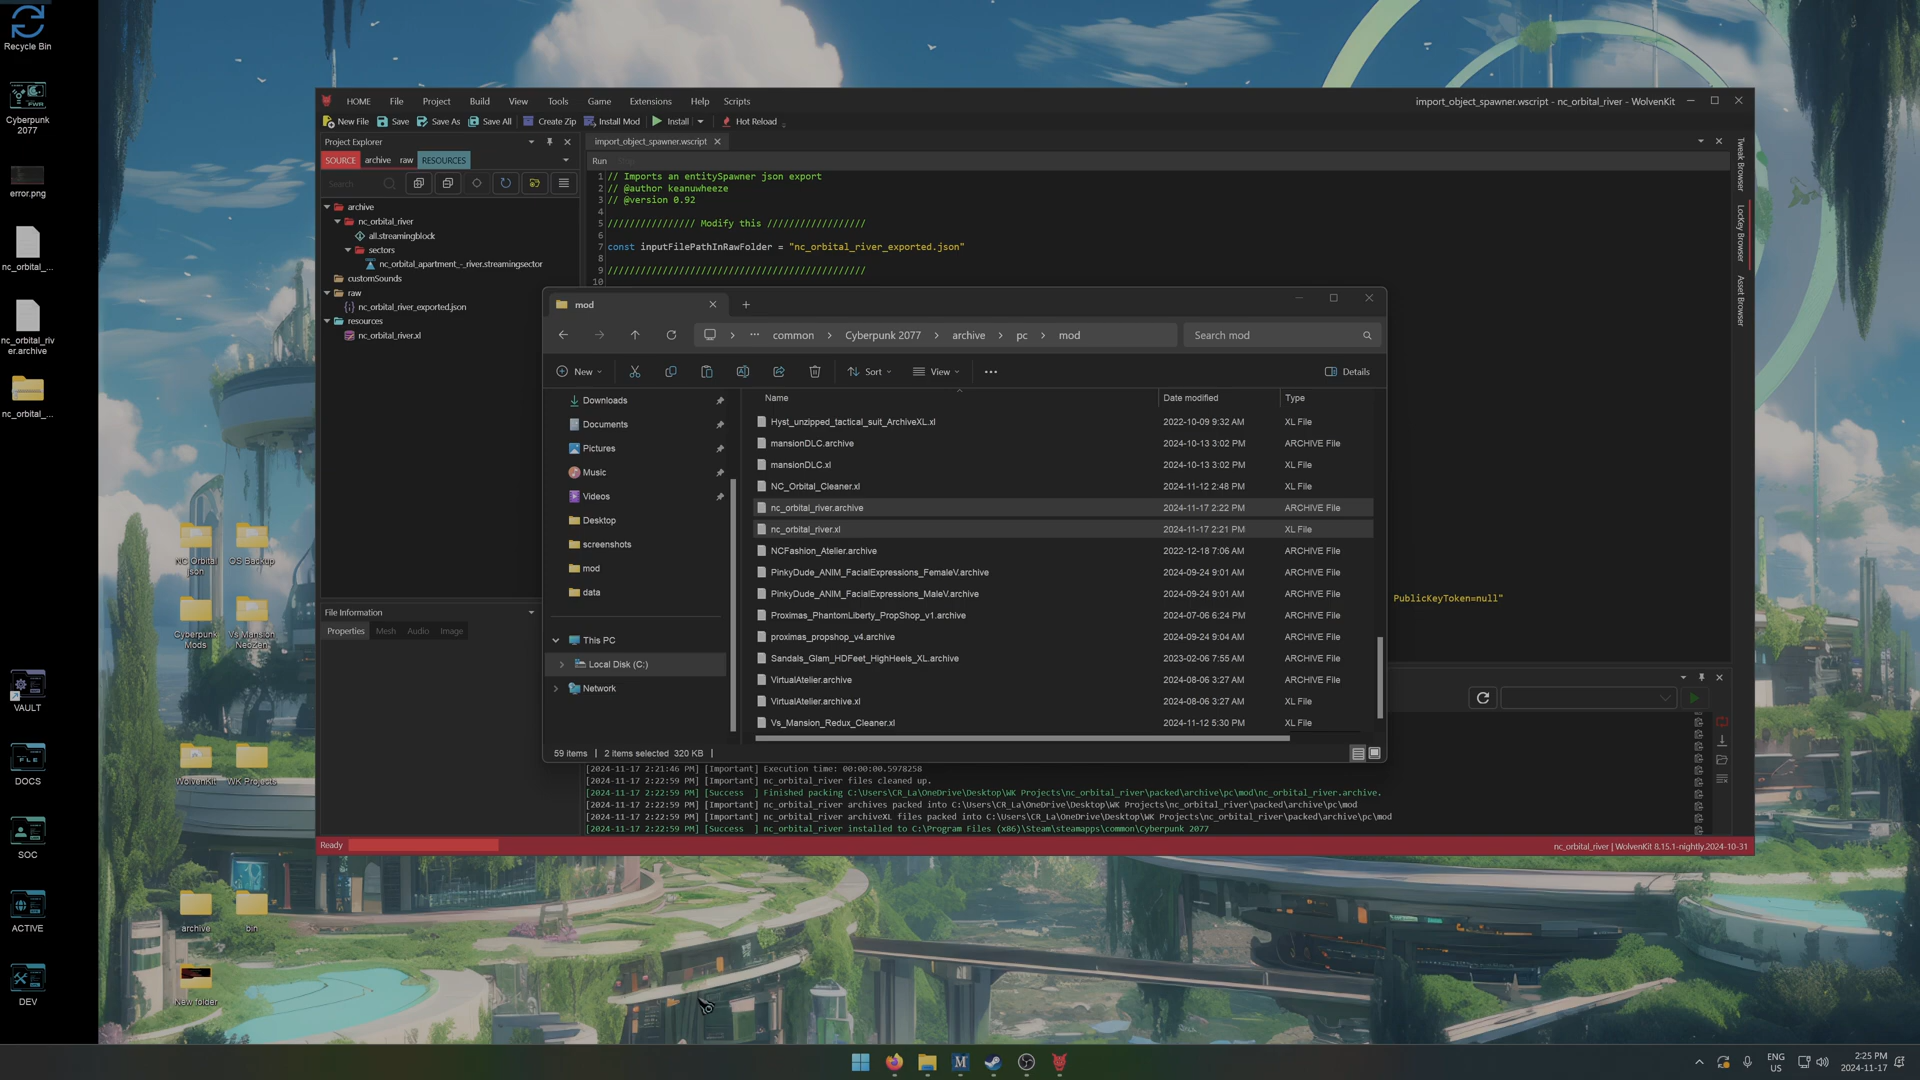 Recycle Bin
Cyberpunk
2077
error.png
nc_orbital_...
nc_orbital_riv
er.archive
nc_orbital_...
VAULT
DOCS
SOC
ACTIVE
DEV
NC Orbital
json
OS Backup
Cyberpunk
Mods
Vs_Mansion_
Neozen
WolvenKit
WK Projects
archive
bin
New folder
HOME File Project Build View Tools Game Extensions Help Scripts
import_object_spawner.wscript - nc_orbital_river - WolvenKit
New File Save Save As Save All Create Zip Install Mod Install Hot Reload
Project Explorer
SOURCE archive raw RESOURCES
Search
archive
nc_orbital_river
all.streamingblock
sectors
nc_orbital_apartment_-_river.streamingsector
customSounds
raw
nc_orbital_river_exported.json
resources
nc_orbital_river.xl
File Information
Properties Mesh Audio Image
import_object_spawner.wscript
Run
1 // Imports an entitySpawner json export
2 // @author keanuwheeze
3 // @version 0.92
4
5 //////////////// Modify this //////////////////
6
7 const inputFilePathInRawFolder = "nc_orbital_river_exported.json"
8
9 ///////////////////////////////////////////////
10
PublicKeyToken=null"
Tweak Browser
LocKey Browser
Asset Browser
mod
common Cyberpunk 2077 archive pc mod
Search mod
New Sort View Details
Downloads
Documents
Pictures
Music
Videos
Desktop
screenshots
mod
data
This PC
Local Disk (C:)
Network
Name Date modified Type
Hyst_unzipped_tactical_suit_ArchiveXL.xl 2022-10-09 9:32 AM XL File
mansionDLC.archive 2024-10-13 3:02 PM ARCHIVE File
mansionDLC.xl 2024-10-13 3:02 PM XL File
NC_Orbital_Cleaner.xl 2024-11-12 2:48 PM XL File
nc_orbital_river.archive 2024-11-17 2:22 PM ARCHIVE File
nc_orbital_river.xl 2024-11-17 2:21 PM XL File
NCFashion_Atelier.archive 2022-12-18 7:06 AM ARCHIVE File
PinkyDude_ANIM_FacialExpressions_FemaleV.archive 2024-09-24 9:01 AM ARCHIVE File
PinkyDude_ANIM_FacialExpressions_MaleV.archive 2024-09-24 9:01 AM ARCHIVE File
Proximas_PhantomLiberty_PropShop_v1.archive 2024-07-06 6:24 PM ARCHIVE File
proximas_propshop_v4.archive 2024-09-24 9:04 AM ARCHIVE File
Sandals_Glam_HDFeet_HighHeels_XL.archive 2023-02-06 7:55 AM ARCHIVE File
VirtualAtelier.archive 2024-08-06 3:27 AM ARCHIVE File
VirtualAtelier.archive.xl 2024-08-06 3:27 AM XL File
Vs_Mansion_Redux_Cleaner.xl 2024-11-12 5:30 PM XL File
59 items 2 items selected 320 KB
[2024-11-17 2:21:46 PM] [Important] Execution time: 00:00:00.5978258
[2024-11-17 2:22:59 PM] [Important] nc_orbital_river files cleaned up.
[2024-11-17 2:22:59 PM] [Success ] Finished packing C:\Users\CR_La\OneDrive\Desktop\WK Projects\nc_orbital_river\packed\archive\pc\mod\nc_orbital_river.archive.
[2024-11-17 2:22:59 PM] [Important] nc_orbital_river archives packed into C:\Users\CR_La\OneDrive\Desktop\WK Projects\nc_orbital_river\packed\archive\pc\mod
[2024-11-17 2:22:59 PM] [Important] nc_orbital_river archiveXL files packed into C:\Users\CR_La\OneDrive\Desktop\WK Projects\nc_orbital_river\packed\archive\pc\mod
[2024-11-17 2:22:59 PM] [Success ] nc_orbital_river installed to C:\Program Files (x86)\Steam\steamapps\common\Cyberpunk 2077
Ready
nc_orbital_river | WolvenKit 8.15.1-nightly.2024-10-31
ENG
US
2:25 PM
2024-11-17